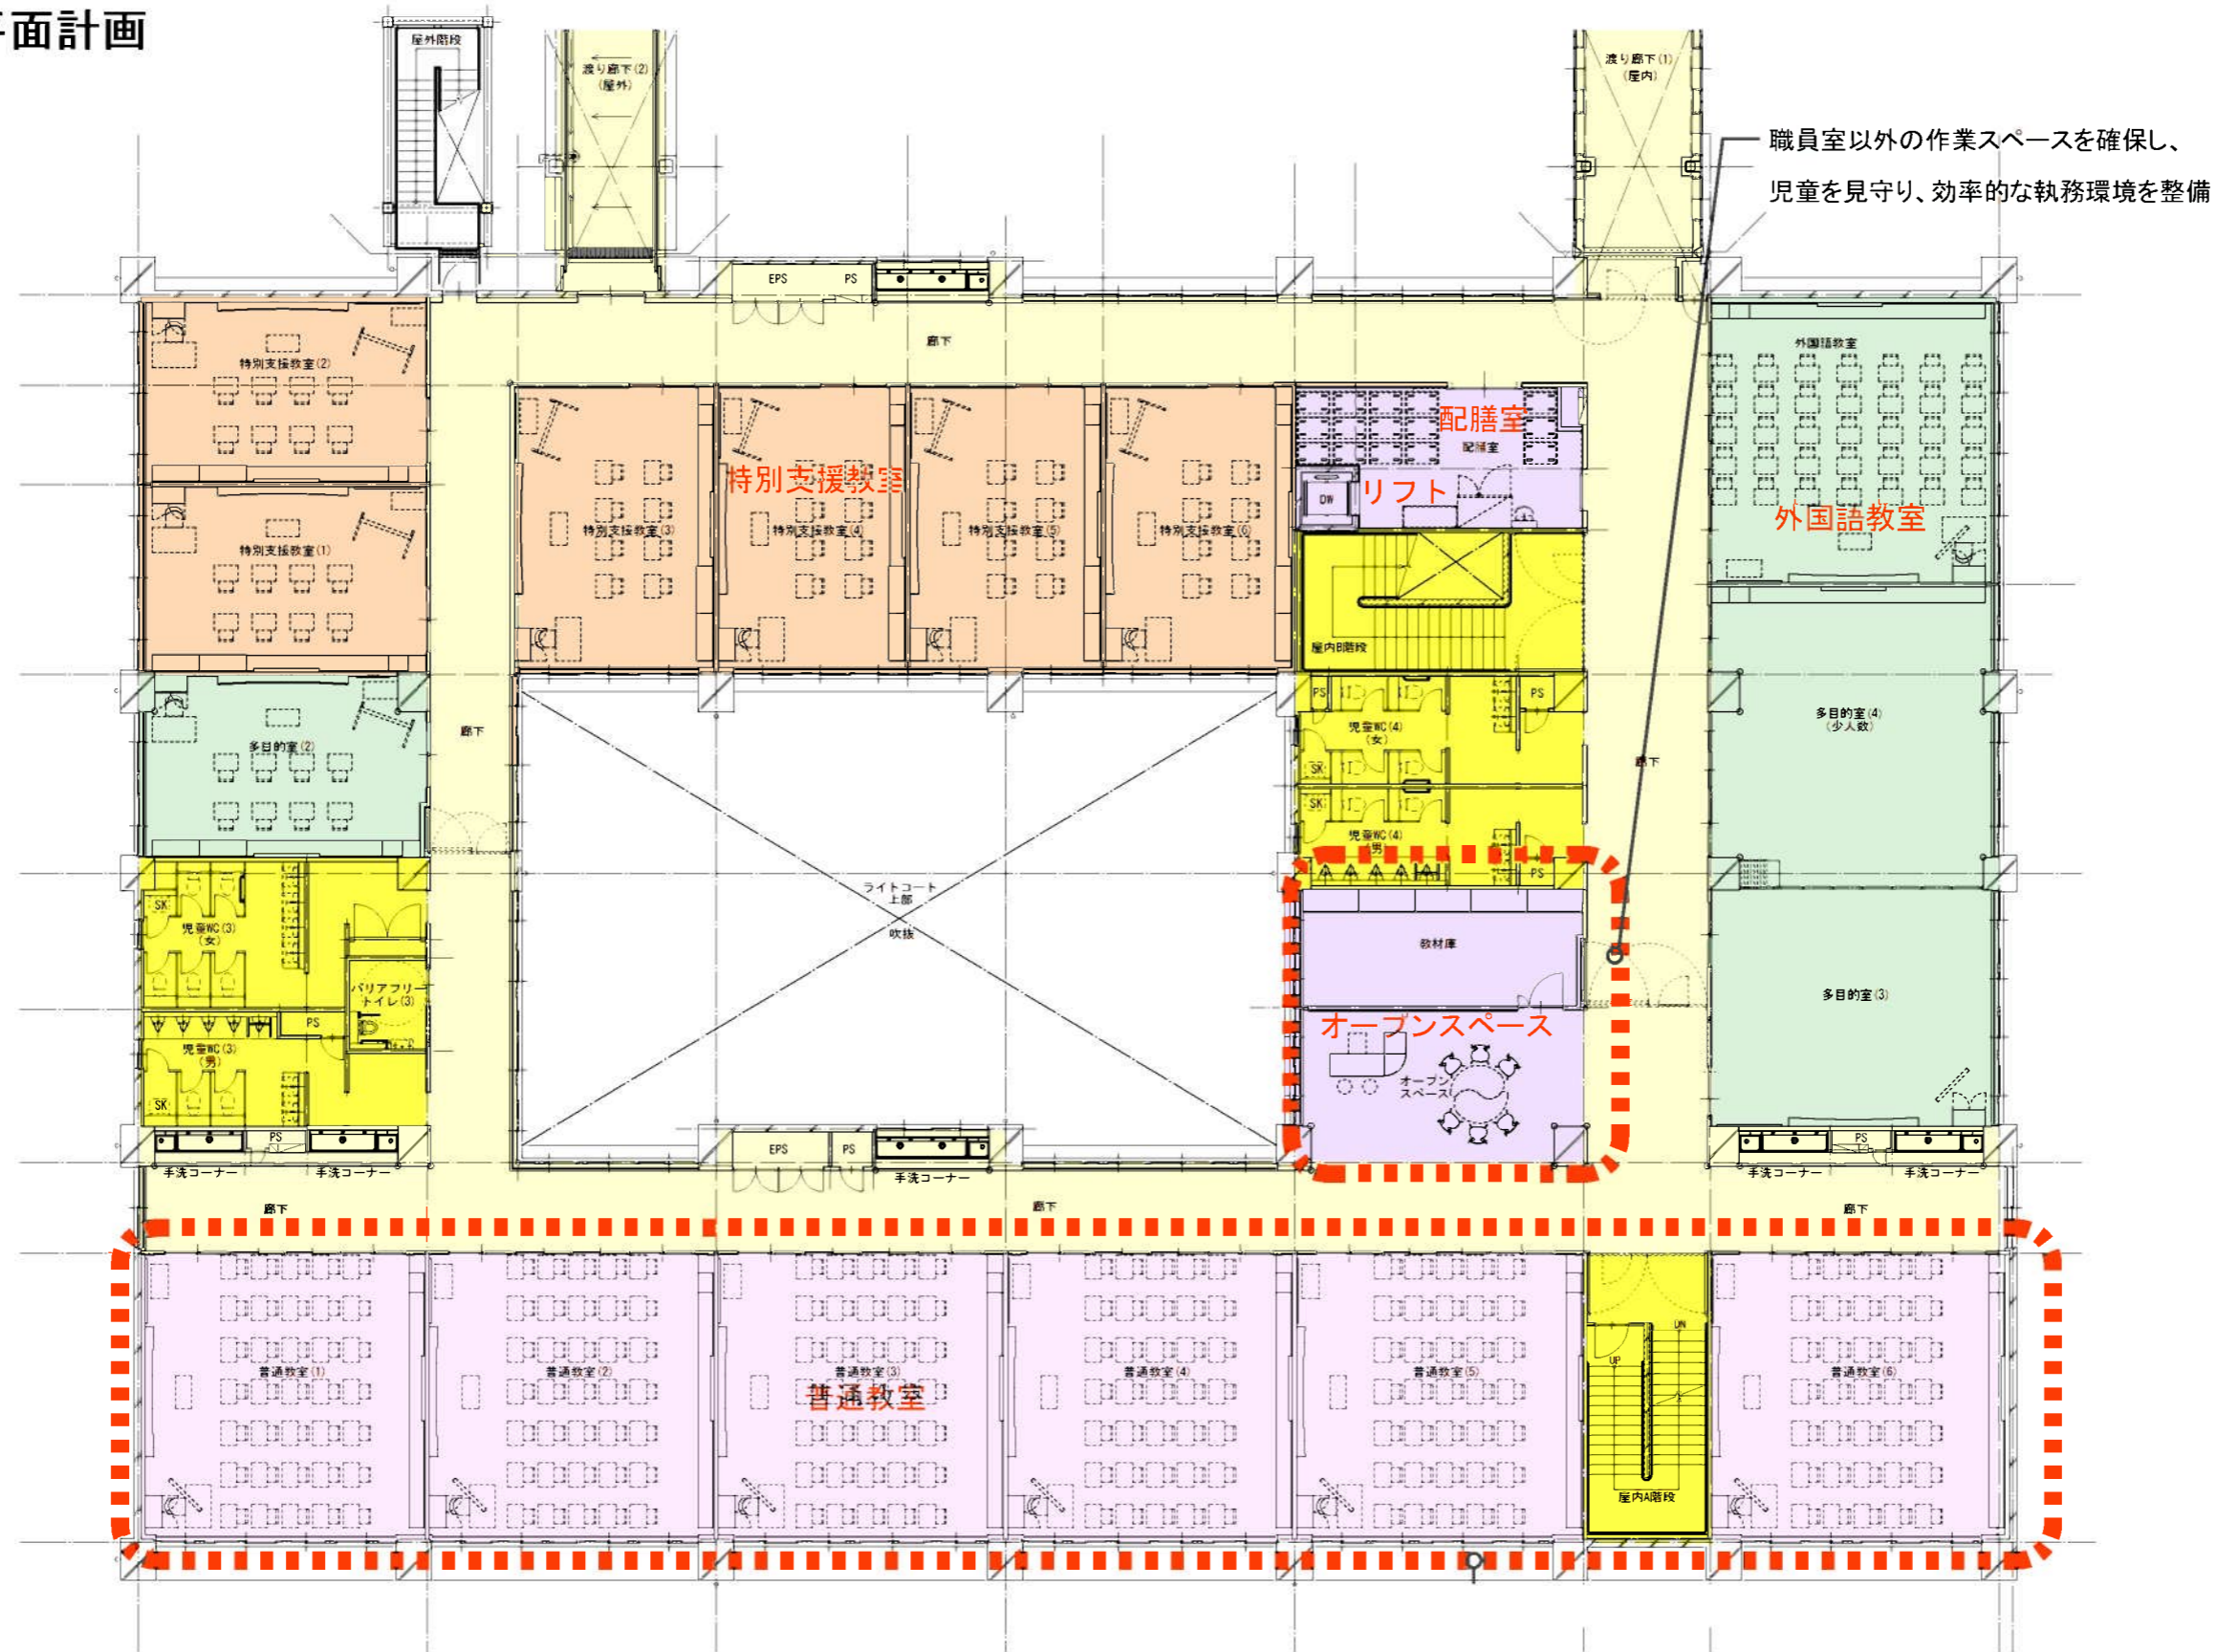 平面計画
屋外階段
渡り廊下(2)
(屋外)
渡り廊下(1)
(屋内)
職員室以外の作業スペースを確保し、
児童を見守り、効率的な執務環境を整備
EPS
PS
廊下
特別支援教室(2)
外国語教室
配膳室
配膳室
特別支援教室
リフト
DW
外国語教室
特別支援教室(3)
特別支援教室(4)
特別支援教室(5)
特別支援教室(6)
特別支援教室(1)
屋内B階段
PS
PS
多目的室(4)
(少人数)
児童WC(4)
(女)
廊下
多目的室(2)
廊下
SK
SK
児童WC(4)
(男)
PS
ライトコート
上部
吹抜
SK
児童WC(3)
(女)
教材庫
バリアフリー
トイレ(3)
多目的室(3)
PS
オープンスペース
児童WC(3)
(男)
オープン
スペース
SK
PS
EPS
PS
PS
手洗コーナー
手洗コーナー
手洗コーナー
手洗コーナー
手洗コーナー
廊下
廊下
廊下
DN
UP
普通教室(1)
普通教室(2)
普通教室(3)
普通教室(4)
普通教室(5)
普通教室(6)
普通教室
屋内A階段